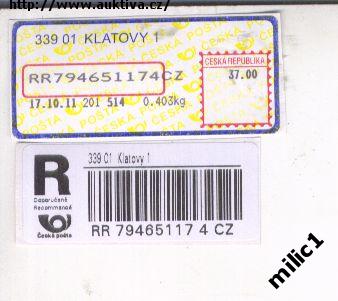 http://www.auktiva.cz/
339 01 KLATOVY 1
RR794651174CZ
17.10.11 201 514 0.403kg
ČESKÁ REPUBLIKA
37.00
339 01 Klatovy 1
R
Doporučeně
Recommandé
Česká pošta
RR 79465117 4 CZ
milic1